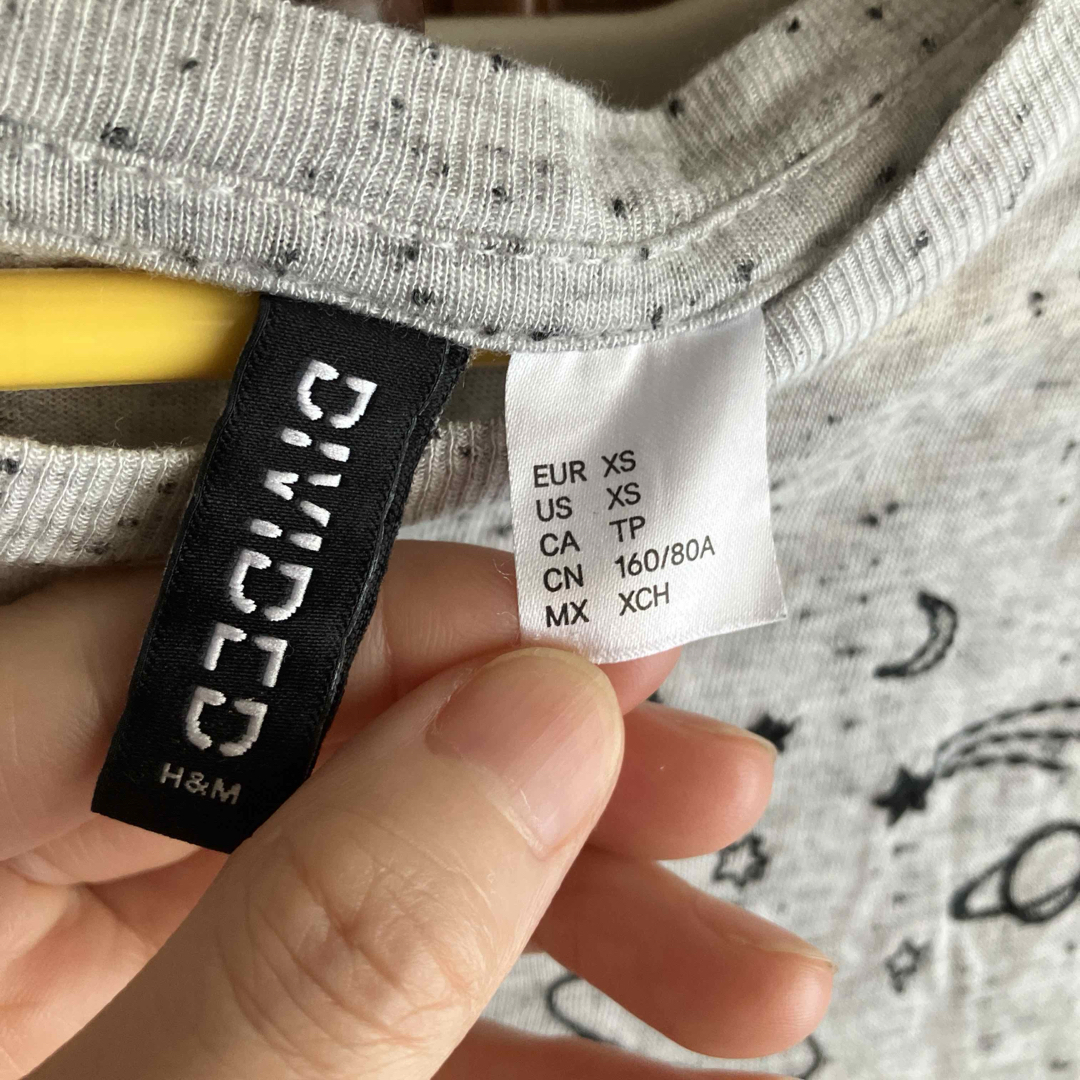 DIVIDED
H&M
EUR XS
US XS
CA TP
CN 160/80A
MX XCH